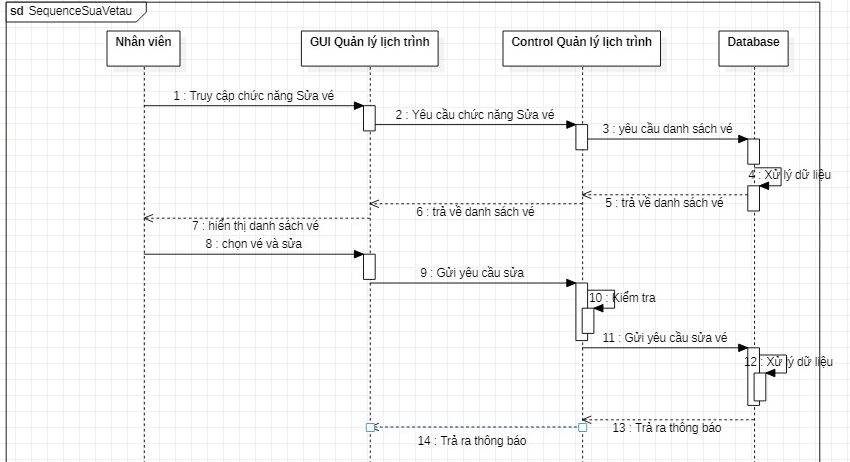 sd SequenceSuaVetau
Nhân viên
GUI Quản lý lịch trình
Control Quản lý lịch trình
Database
1 : Truy cập chức năng Sửa vé
2 : Yêu cầu chức năng Sửa vé
3 : yêu cầu danh sách vé
4 : Xử lý dữ liệu
5 : trả về danh sách vé
6 : trả về danh sách vé
7 : hiển thị danh sách vé
8 : chọn vé và sửa
9 : Gửi yêu cầu sửa
10 : Kiểm tra
11 : Gửi yêu cầu sửa vé
12 : Xử lý dữ liệu
13 : Trả ra thông báo
14 : Trả ra thông báo